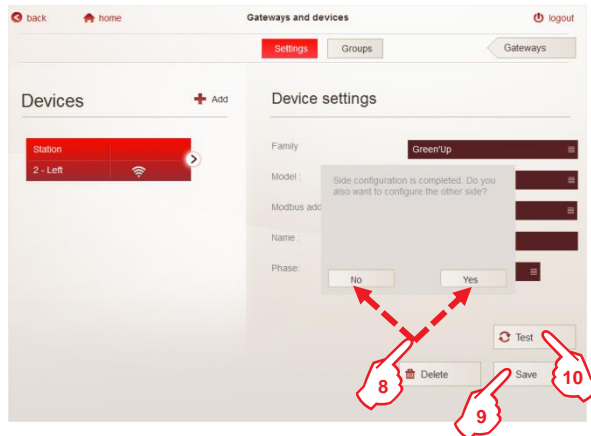 back home Gateways and devices logout
Settings Groups Gateways
Devices Add Device settings
Station
2 - Left
Family Green'Up
Model :
Modbus add
Name :
Phase:
Side configuration is completed. Do you
also want to configure the other side?
No Yes
Test
Delete Save
8
9
10